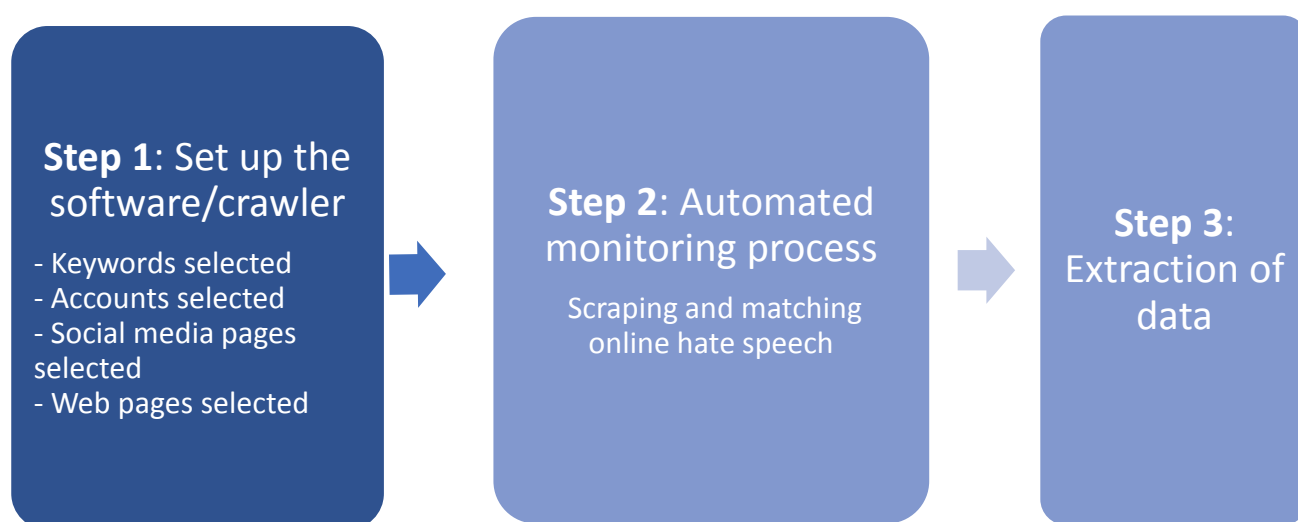 Step 1: Set up the
software/crawler
- Keywords selected
- Accounts selected
- Social media pages
selected
- Web pages selected
Step 2: Automated
monitoring process
Scraping and matching
online hate speech
Step 3:
Extraction of
data